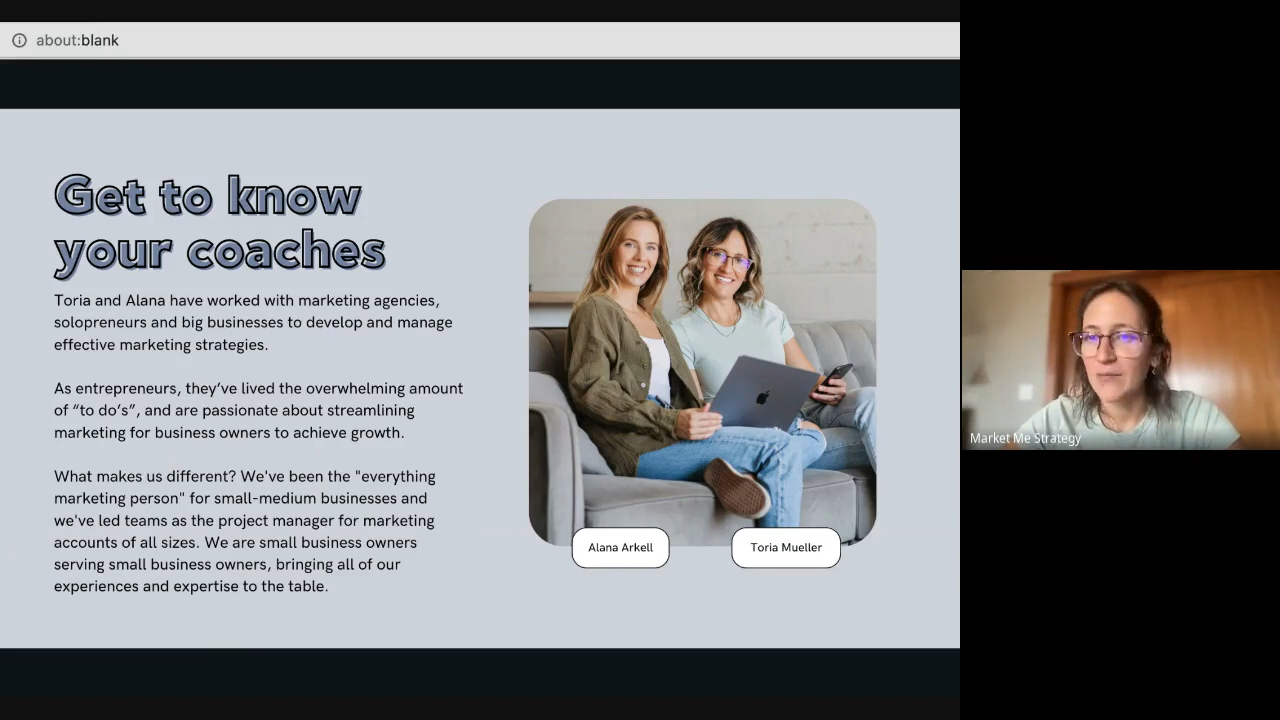 about:blank
Get to know
your coaches
Toria and Alana have worked with marketing agencies,
solopreneurs and big businesses to develop and manage
effective marketing strategies.
As entrepreneurs, they’ve lived the overwhelming amount
of “to do’s”, and are passionate about streamlining
marketing for business owners to achieve growth.
What makes us different? We've been the "everything
marketing person" for small-medium businesses and
we've led teams as the project manager for marketing
accounts of all sizes. We are small business owners
serving small business owners, bringing all of our
experiences and expertise to the table.
Alana Arkell
Toria Mueller
Market Me Strategy